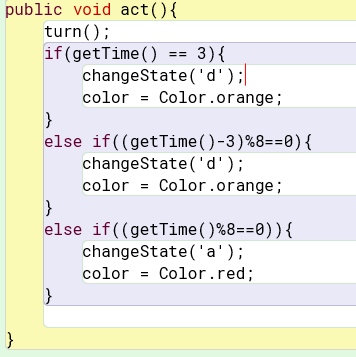 public void act(){
turn();
if(getTime() == 3){
changeState('d');
color = Color.orange;
}
else if((getTime()-3)%8==0){
changeState('d');
color = Color.orange;
}
else if((getTime()%8==0)){
changeState('a');
color = Color.red;
}
}